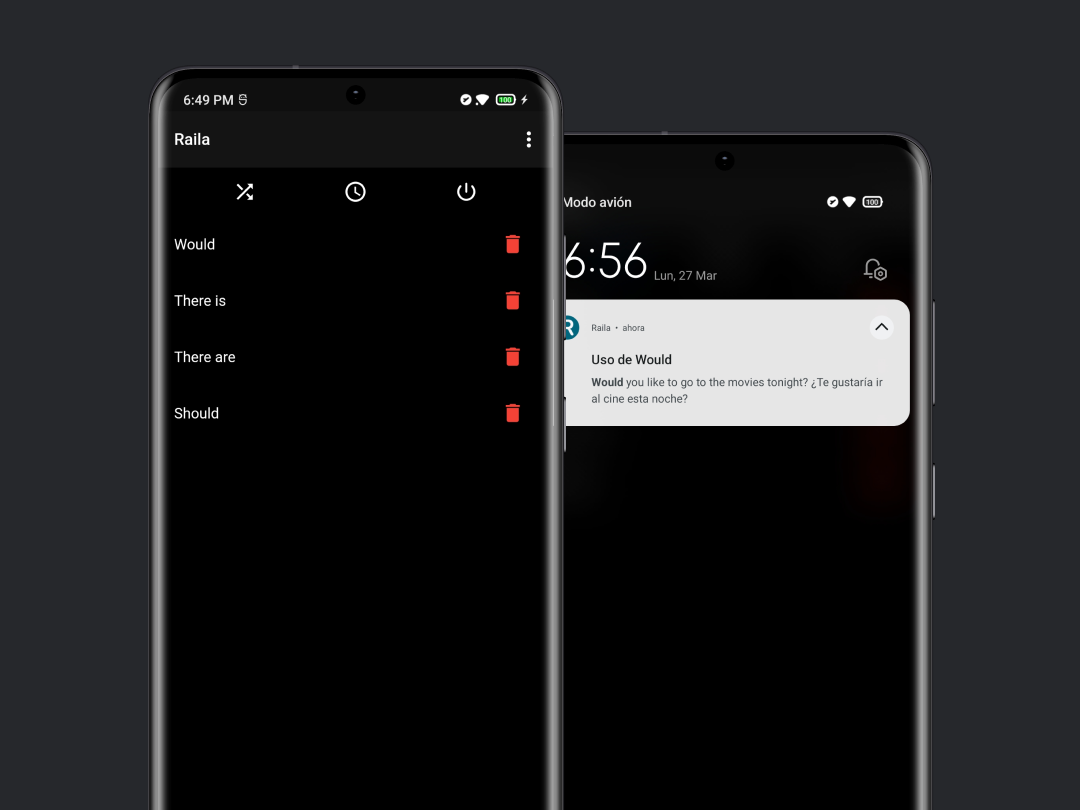 6:49 PM
100
Raila
Would
There is
There are
Should
Modo avión
100
6:56 Lun, 27 Mar
R
Raila • ahora
Uso de Would
Would you like to go to the movies tonight? ¿Te gustaría ir
al cine esta noche?